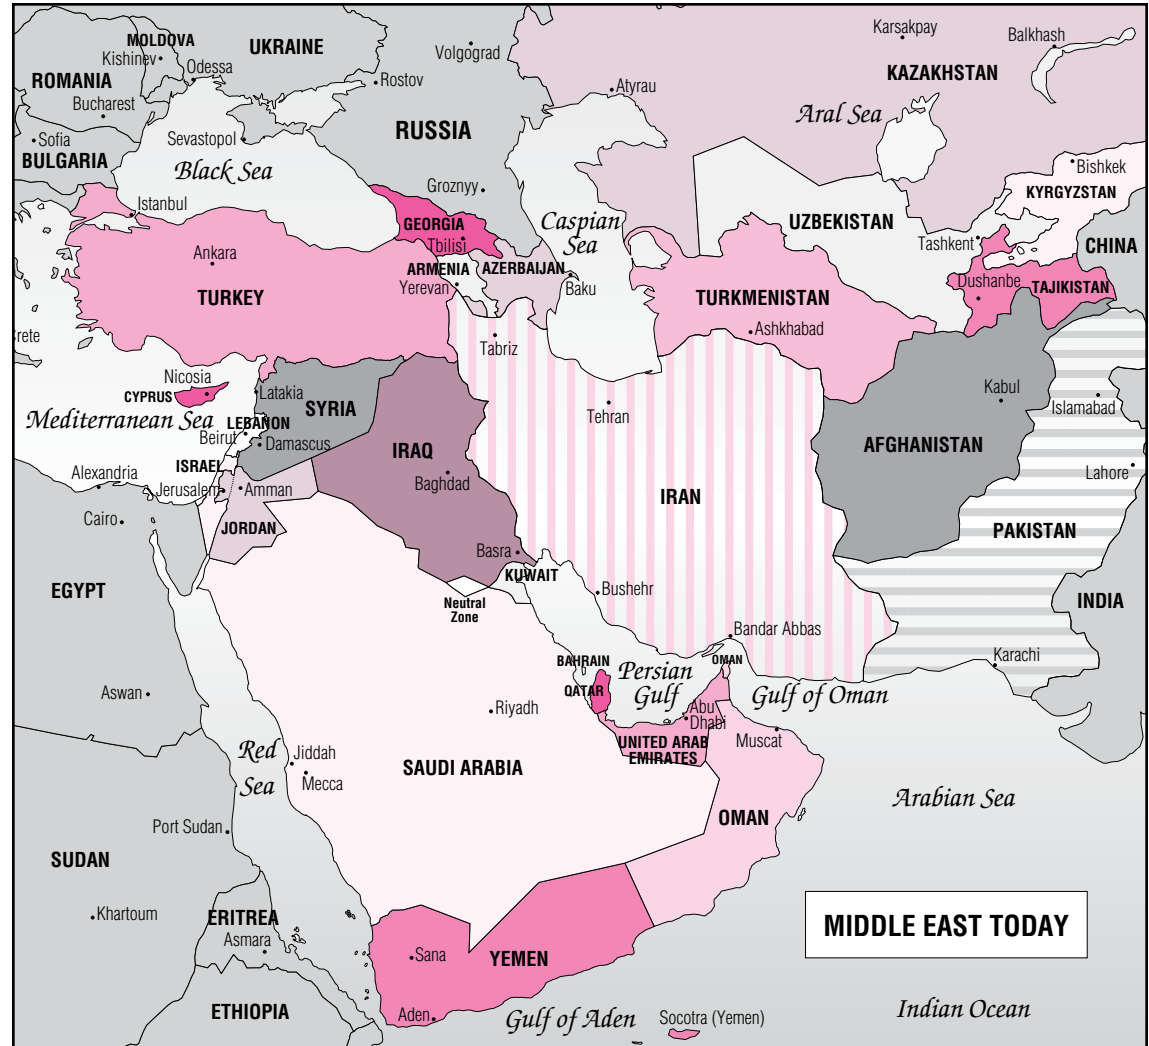 Karsakpay
Balkhash
MOLDOVA
UKRAINE
Volgograd
Kishinev
Odessa
KAZAKHSTAN
ROMANIA
Rostov
Atyrau
Bucharest
Aral Sea
RUSSIA
Sofia
Sevastopol
BULGARIA
Black Sea
Bishkek
Groznyy
KYRGYZSTAN
Istanbul
Caspian
Sea
GEORGIA
UZBEKISTAN
Tbilisi
Tashkent
CHINA
Ankara
ARMENIA
AZERBAIJAN
Yerevan
Baku
Dushanbe
TAJIKISTAN
TURKEY
TURKMENISTAN
Ashkhabad
rete
Tabriz
Nicosia
CYPRUS
Latakia
Kabul
SYRIA
Tehran
Islamabad
Mediterranean Sea
LEBANON
Beirut
Damascus
IRAQ
AFGHANISTAN
ISRAEL
Alexandria
Baghdad
Lahore
Jerusalem
Amman
IRAN
Cairo
JORDAN
PAKISTAN
Basra
KUWAIT
EGYPT
Neutral
Zone
Bushehr
INDIA
Bandar Abbas
Karachi
BAHRAIN
OMAN
Persian
Gulf
QATAR
Gulf of Oman
Aswan
Riyadh
Abu
Dhabi
UNITED ARAB
EMIRATES
Muscat
Red
Sea
Jiddah
SAUDI ARABIA
Mecca
Arabian Sea
OMAN
Port Sudan
SUDAN
Khartoum
ERITREA
Asmara
MIDDLE EAST TODAY
Sana
YEMEN
ETHIOPIA
Aden
Gulf of Aden
Socotra (Yemen)
Indian Ocean